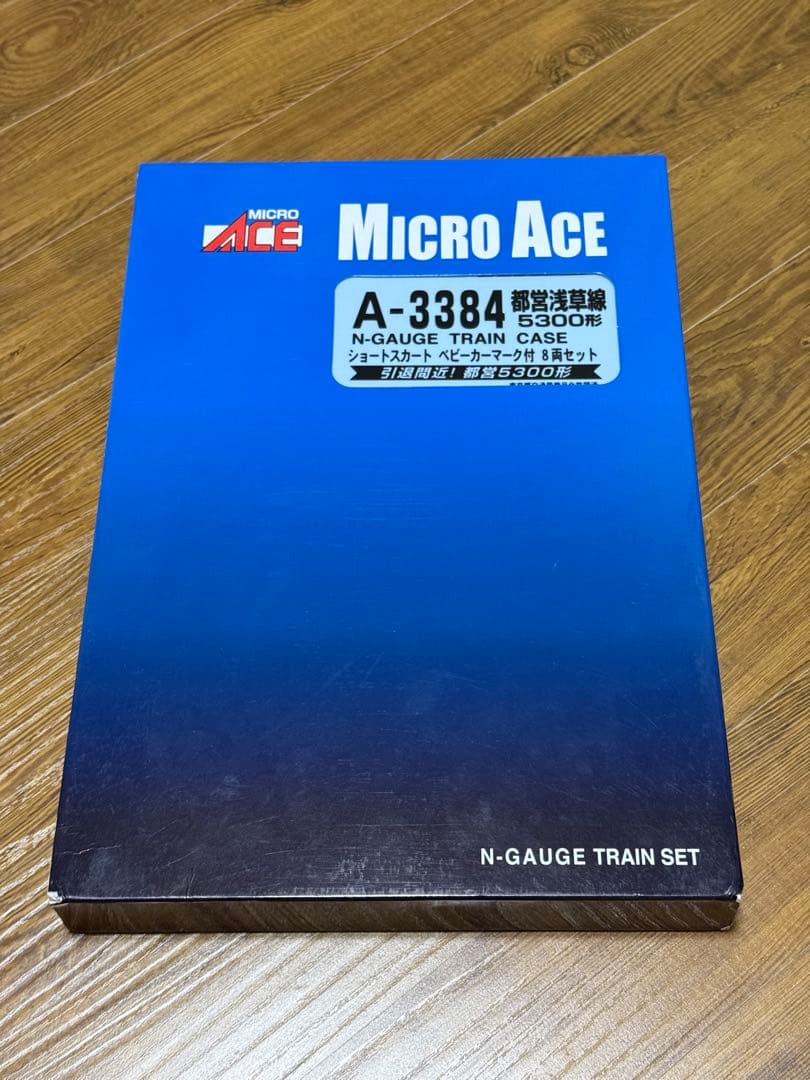 MICRO
ACE
MICRO ACE
A-3384 都営浅草線
5300形
N-GAUGE TRAIN CASE
ショートスカート ベビーカーマーク付 8両セット
引退間近! 都営5300形
N-GAUGE TRAIN SET